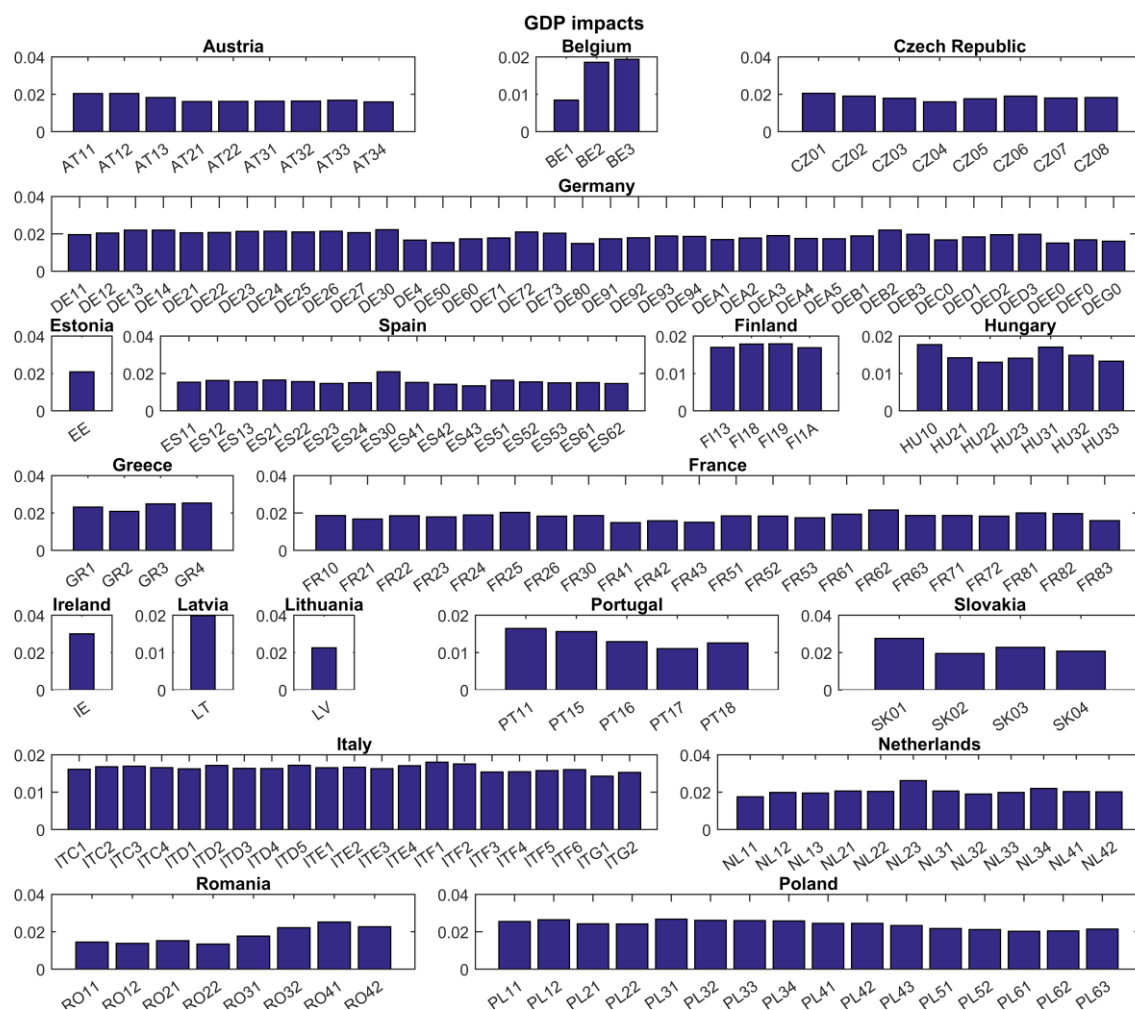 GDP impacts
Austria Belgium Czech Republic
0.04 0.02 0.04
0.02 0.01 0.02
0 0 0
AT11 AT12 AT13 AT21 AT22 AT31 AT32 AT33 AT34 BE1 BE2 BE3 CZ01 CZ02 CZ03 CZ04 CZ05 CZ06 CZ07 CZ08
Germany
0.04
0.02
0
DE11 DE12 DE13 DE14 DE21 DE22 DE23 DE24 DE25 DE26 DE27 DE30 DE4 DE50 DE60 DE71 DE72 DE73 DE80 DE91 DE92 DE93 DE94 DEA1 DEA2 DEA3 DEA4 DEA5 DEB1 DEB2 DEB3 DEC0 DED1 DED2 DED3 DEE0 DEF0 DEG0
Estonia Spain Finland Hungary
0.04 0.04 0.02 0.02
0.02 0.02 0.01 0.01
0 0 0 0
EE ES11 ES12 ES13 ES21 ES22 ES23 ES24 ES30 ES41 ES42 ES43 ES51 ES52 ES53 ES61 ES62 FI13 FI18 FI19 FI1A HU10 HU21 HU22 HU23 HU31 HU32 HU33
Greece France
0.04 0.04
0.02 0.02
0 0
GR1 GR2 GR3 GR4 FR10 FR21 FR22 FR23 FR24 FR25 FR26 FR30 FR41 FR42 FR43 FR51 FR52 FR53 FR61 FR62 FR63 FR71 FR72 FR81 FR82 FR83
Ireland Latvia Lithuania Portugal Slovakia
0.04 0.02 0.04 0.02 0.04
0.02 0.01 0.02 0.01 0.02
0 0 0 0 0
IE LT LV PT11 PT15 PT16 PT17 PT18 SK01 SK02 SK03 SK04
Italy Netherlands
0.02 0.04
0.01 0.02
0 0
ITC1 ITC2 ITC3 ITC4 ITD1 ITD2 ITD3 ITD4 ITD5 ITE1 ITE2 ITE3 ITE4 ITF1 ITF2 ITF3 ITF4 ITF5 ITF6 ITG1 ITG2 NL11 NL12 NL13 NL21 NL22 NL23 NL31 NL32 NL33 NL34 NL41 NL42
Romania Poland
0.04 0.04
0.02 0.02
0 0
RO11 RO12 RO21 RO22 RO31 RO32 RO41 RO42 PL11 PL12 PL21 PL22 PL31 PL32 PL33 PL34 PL41 PL42 PL43 PL51 PL52 PL61 PL62 PL63